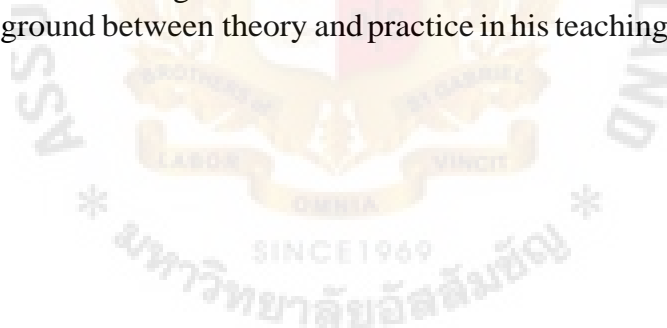 ground between theory and practice in his teaching
BROTHERS of
ST GABRIEL
LABOR
VINCIT
OMNIA
SINCE1969
มหาวิทยาลัยอัสสัมชัญ